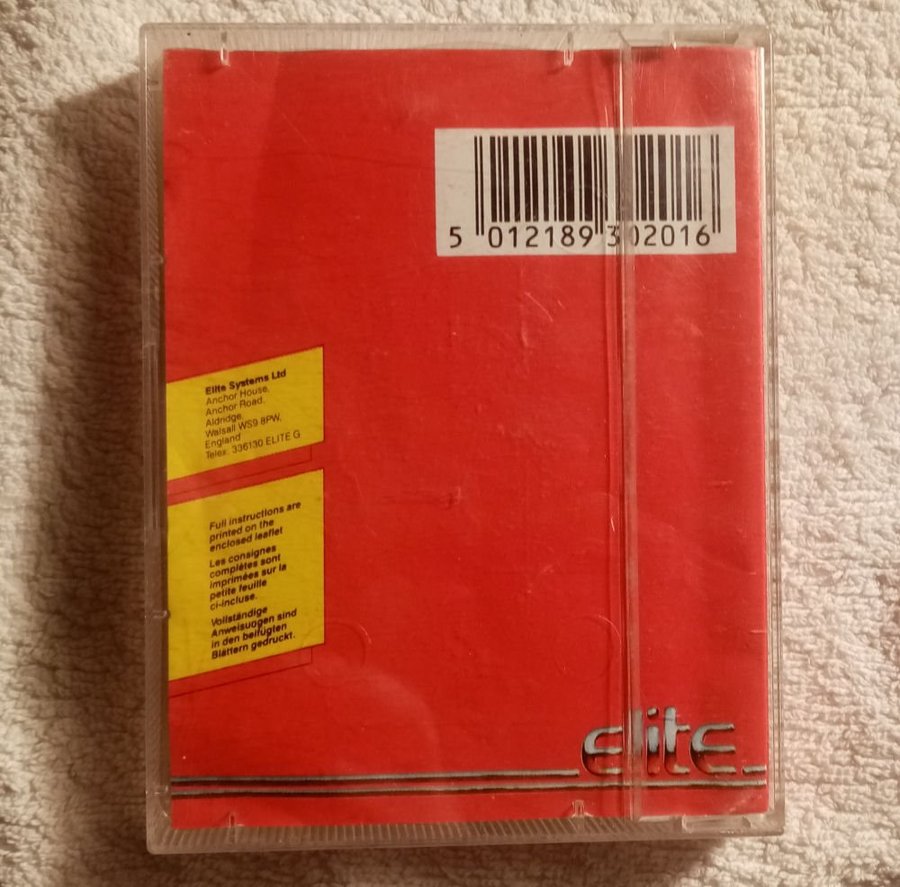 5 012189 302016
Elite Systems Ltd
Anchor House,
Anchor Road,
Aldridge,
Walsall WS9 8PW,
England
Telex: 336130 ELITE G
Full instructions are
printed on the
enclosed leaflet
Les consignes
complètes sont
imprimées sur la
petite feuille
ci-incluse.
Vollständige
Anweisuogen sind
in den beifügten
Blättern gedruckt.
elite